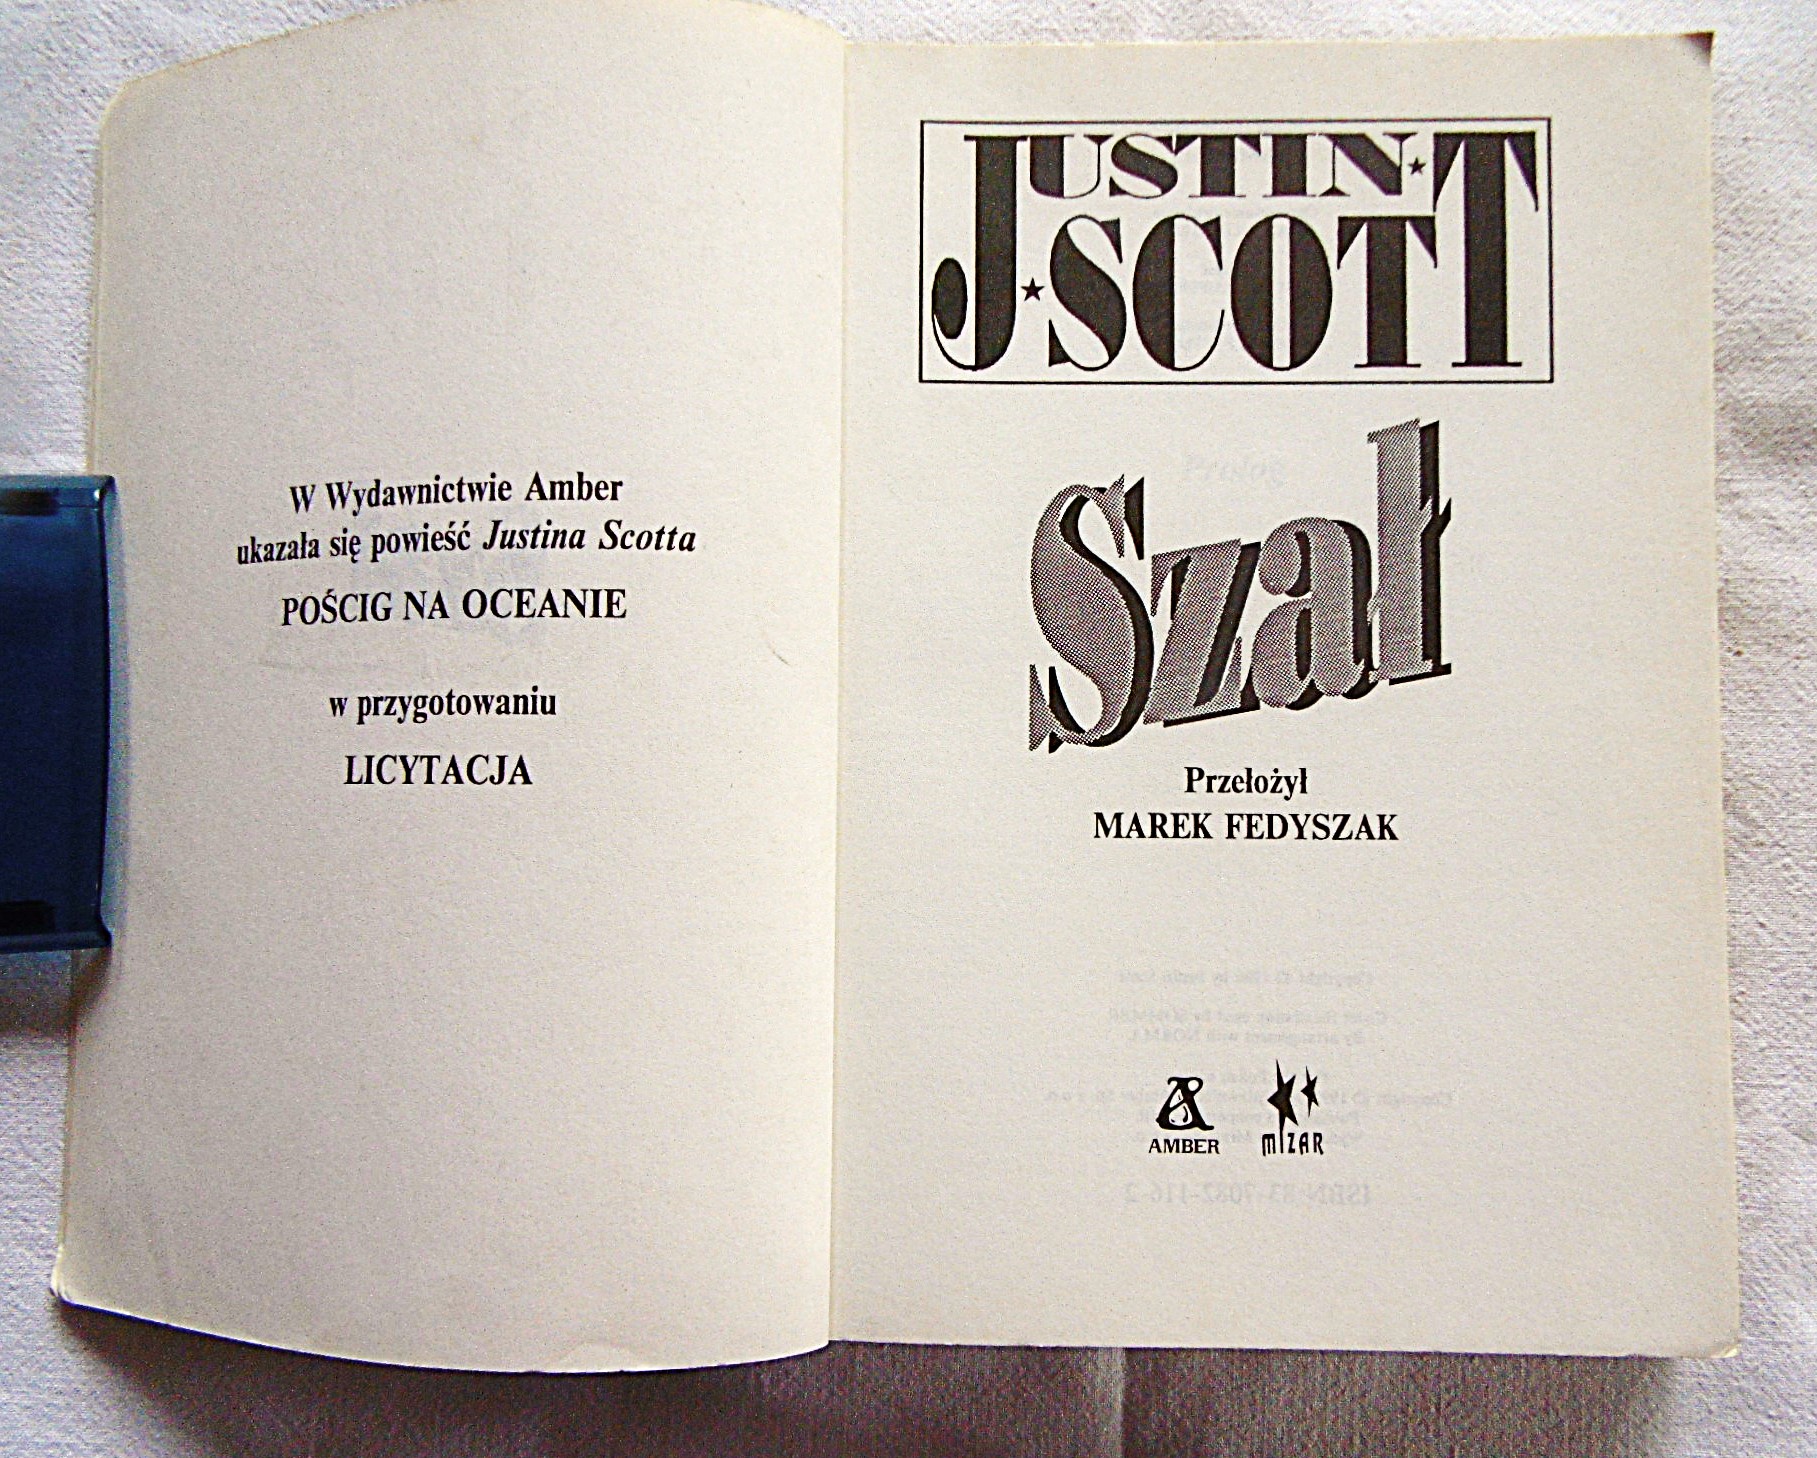 W Wydawnictwie Amber
ukazała się powieść Justina Scotta
POŚCIG NA OCEANIE
w przygotowaniu
LICYTACJA
JUSTIN
SCOTT
Szał
Przełożył
MAREK FEDYSZAK
AMBER
MIZAR